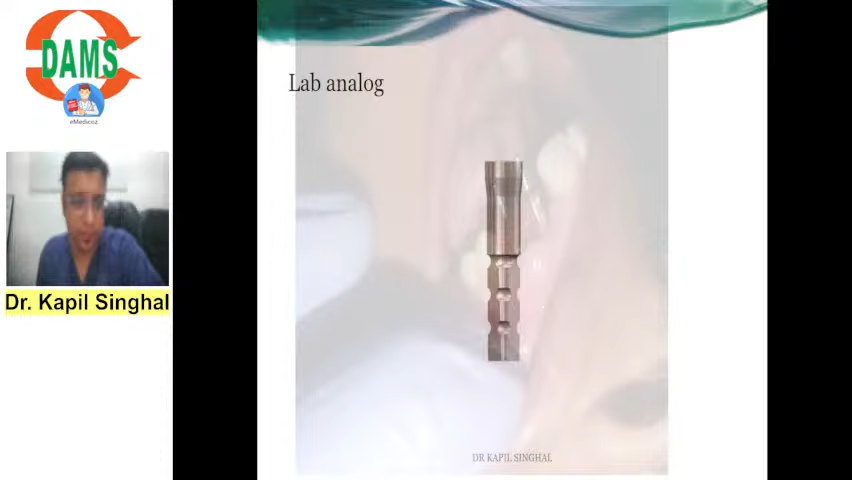 DAMS
eMedicoz
Dr. Kapil Singhal
Lab analog
DR KAPIL SINGHAL